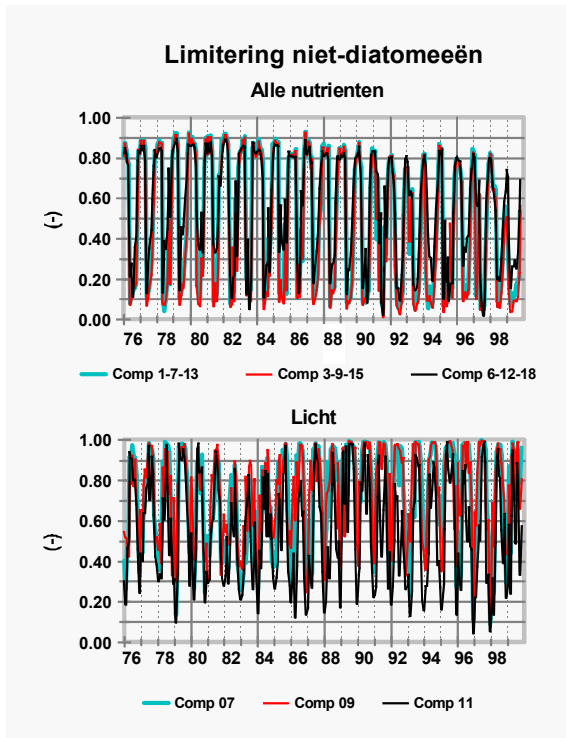 Limitering niet-diatomeeën
Alle nutrienten
1.00
0.80
0.60
0.40
0.20
0.00
(-)
76 78 80 82 84 86 88 90 92 94 96 98
Comp 1-7-13 Comp 3-9-15 Comp 6-12-18
Licht
1.00
0.80
0.60
0.40
0.20
0.00
(-)
76 78 80 82 84 86 88 90 92 94 96 98
Comp 07 Comp 09 Comp 11